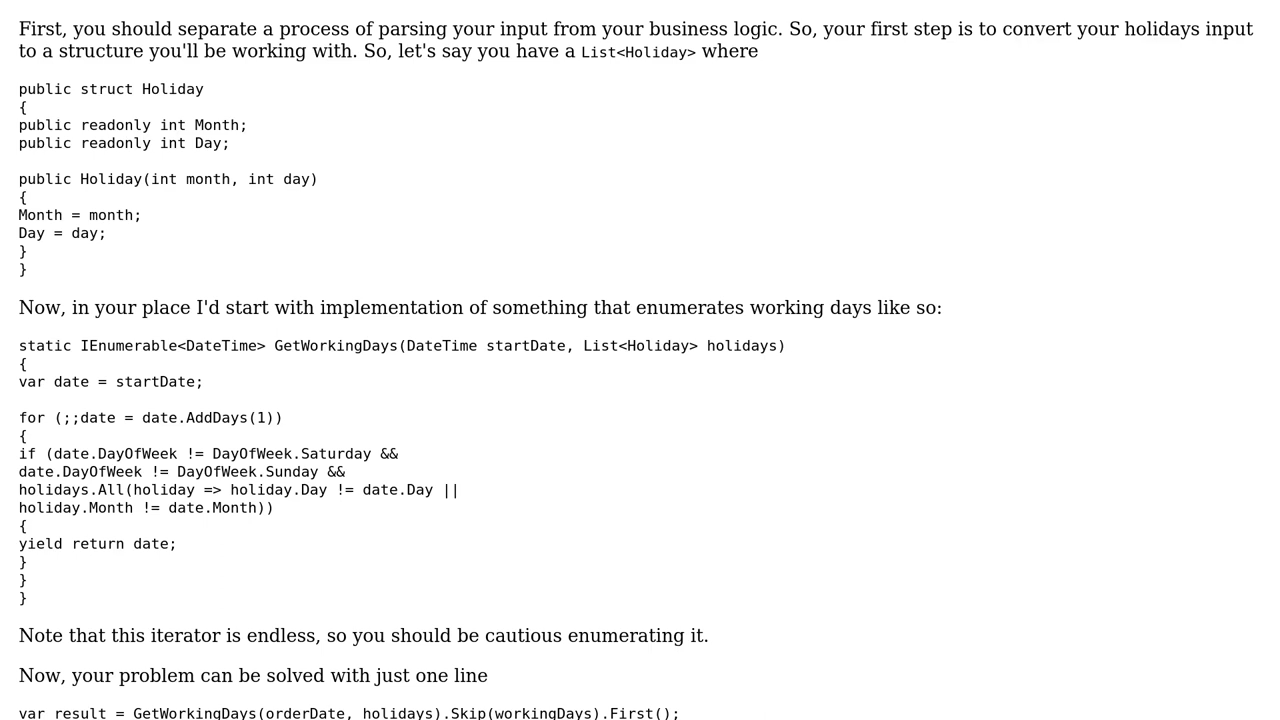 First, you should separate a process of parsing your input from your business logic. So, your first step is to convert your holidays input
to a structure you'll be working with. So, let's say you have a List<Holiday> where
public struct Holiday
{
public readonly int Month;
public readonly int Day;
public Holiday(int month, int day)
{
Month = month;
Day = day;
}
}
Now, in your place I'd start with implementation of something that enumerates working days like so:
static IEnumerable<DateTime> GetWorkingDays(DateTime startDate, List<Holiday> holidays)
{
var date = startDate;
for (;;date = date.AddDays(1))
{
if (date.DayOfWeek != DayOfWeek.Saturday &&
date.DayOfWeek != DayOfWeek.Sunday &&
holidays.All(holiday => holiday.Day != date.Day ||
holiday.Month != date.Month))
{
yield return date;
}
}
}
Note that this iterator is endless, so you should be cautious enumerating it.
Now, your problem can be solved with just one line
var result = GetWorkingDays(orderDate, holidays).Skip(workingDays).First();